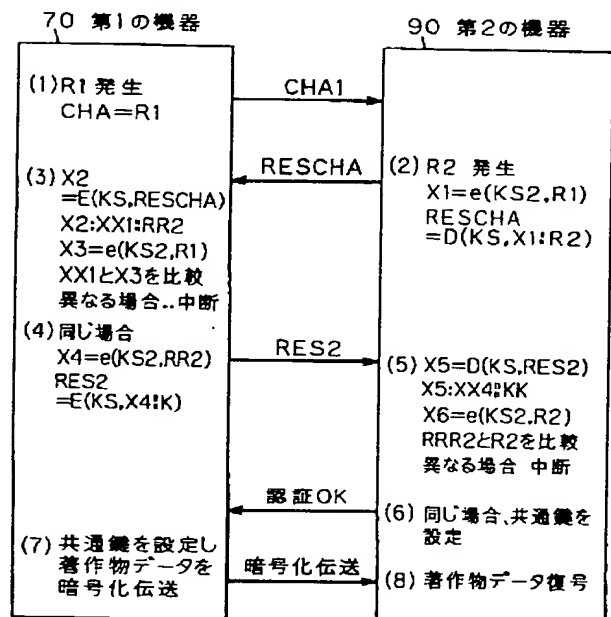 70 第1の機器
90 第2の機器
(1) R1 発生
CHA=R1
CHA1
RESCHA
(2) R2 発生
X1=e(KS2,R1)
RESCHA
=D(KS,X1:R2)
(3) X2
=E(KS,RESCHA)
X2:XX1:RR2
X3=e(KS2,R1)
XX1とX3を比較
異なる場合..中断
(4) 同じ場合
X4=e(KS2,RR2)
RES2
=E(KS,X4:K)
RES2
(5) X5=D(KS,RES2)
X5:XX4:KK
X6=e(KS2,R2)
RRR2とR2を比較
異なる場合 中断
認証OK
(6) 同じ場合、共通鍵を
設定
(7) 共通鍵を設定し
著作物データを
暗号化伝送
暗号化伝送
(8) 著作物データ復号